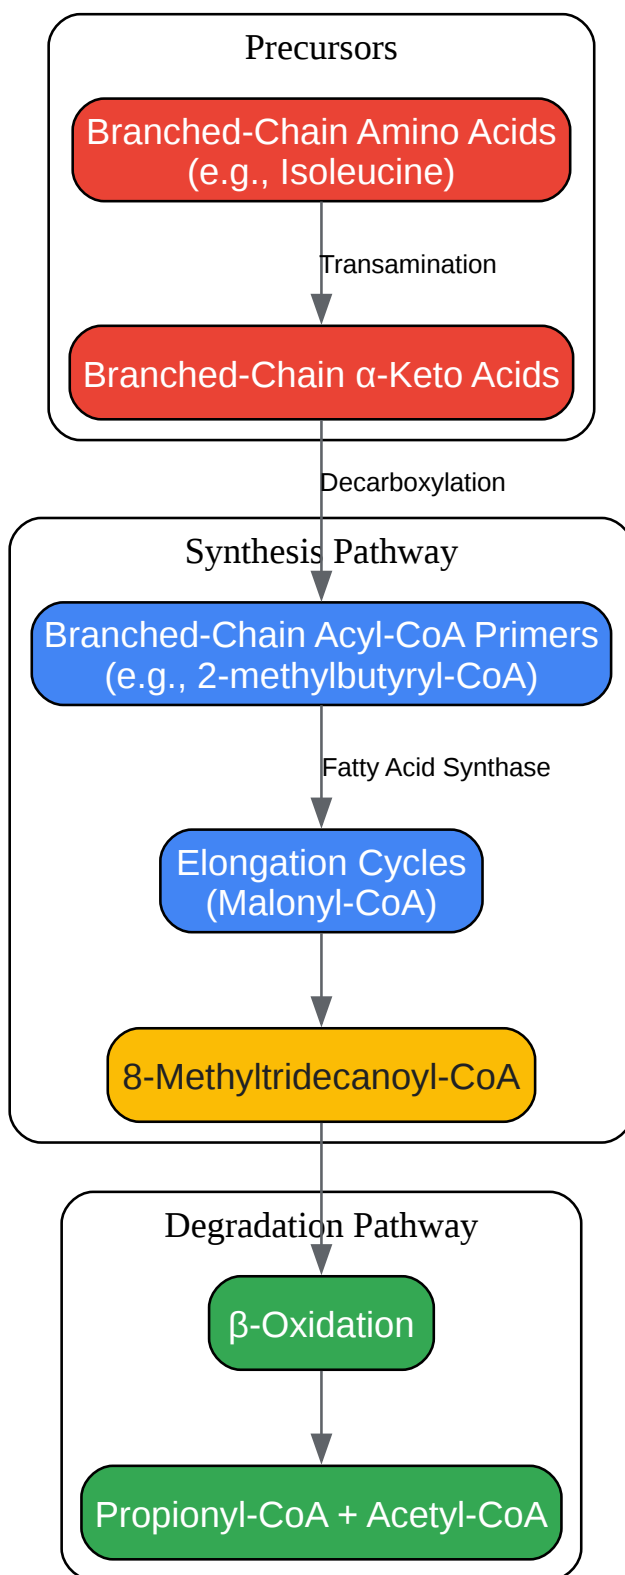 Precursors
Branched-Chain Amino Acids
(e.g., Isoleucine)
Transamination
Branched-Chain α-Keto Acids
Decarboxylation
Synthesis Pathway
Branched-Chain Acyl-CoA Primers
(e.g., 2-methylbutyryl-CoA)
Fatty Acid Synthase
Elongation Cycles
(Malonyl-CoA)
8-Methyltridecanoyl-CoA
Degradation Pathway
β-Oxidation
Propionyl-CoA + Acetyl-CoA